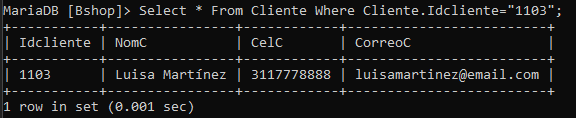 MariaDB [Bshop]> Select * From Cliente Where Cliente.Idcliente="1103";
+-----------+----------------+------------+--------------------------+
| Idcliente | NomC           | CelC       | CorreoC                  |
+-----------+----------------+------------+--------------------------+
| 1103      | Luisa Martínez | 3117778888 | luisamartinez@email.com |
+-----------+----------------+------------+--------------------------+
1 row in set (0.001 sec)